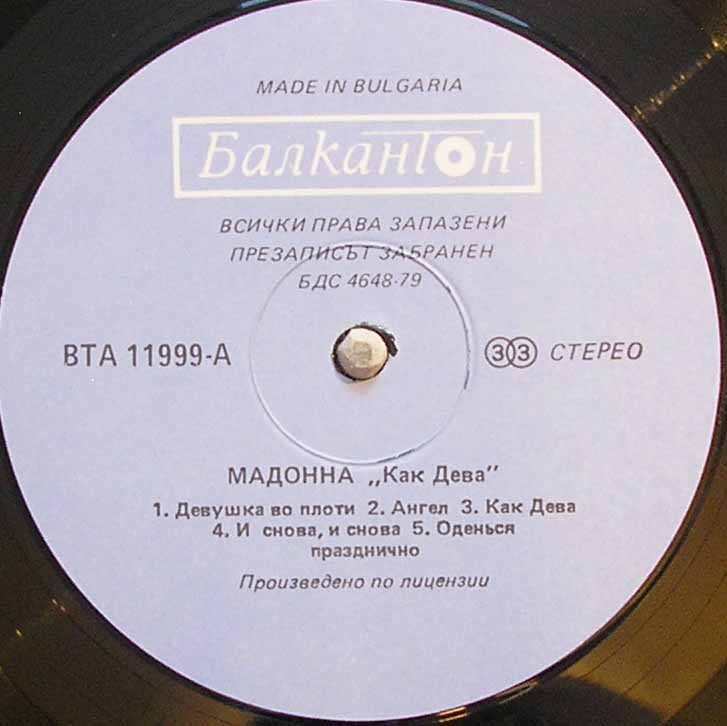 MADE IN BULGARIA
Балкантон
ВСИЧКИ ПРАВА ЗАПАЗЕНИ
ПРЕЗАПИСЪТ ЗАБРАНЕН
БДС 4648-79
ВТА 11999-А
33 СТЕРЕО
МАДОННА „Как Дева"
1. Девушка во плоти 2. Ангел 3. Как Дева
4. И снова, и снова 5. Оденься
празднично
Произведено по лицензии